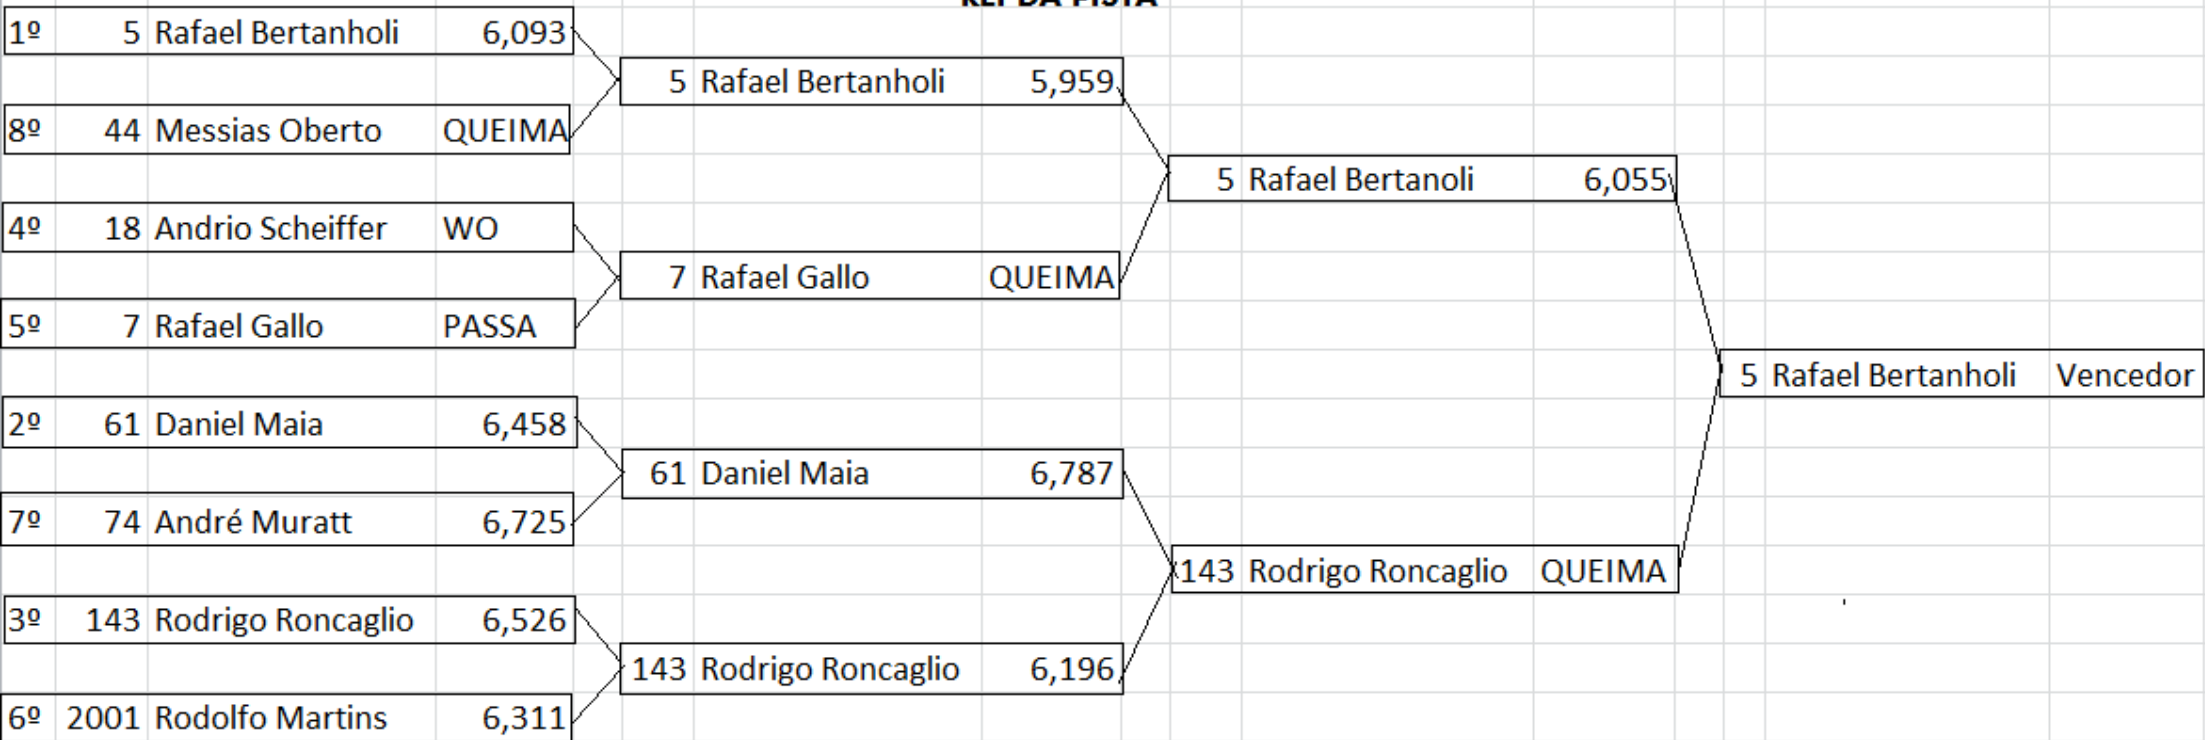 REI DA PISTA
1º 5 Rafael Bertanholi 6,093
5 Rafael Bertanholi 5,959
8º 44 Messias Oberto QUEIMA
5 Rafael Bertanoli 6,055
4º 18 Andrio Scheiffer WO
7 Rafael Gallo QUEIMA
5º 7 Rafael Gallo PASSA
5 Rafael Bertanholi Vencedor
2º 61 Daniel Maia 6,458
61 Daniel Maia 6,787
7º 74 André Muratt 6,725
143 Rodrigo Roncaglio QUEIMA
3º 143 Rodrigo Roncaglio 6,526
143 Rodrigo Roncaglio 6,196
6º 2001 Rodolfo Martins 6,311